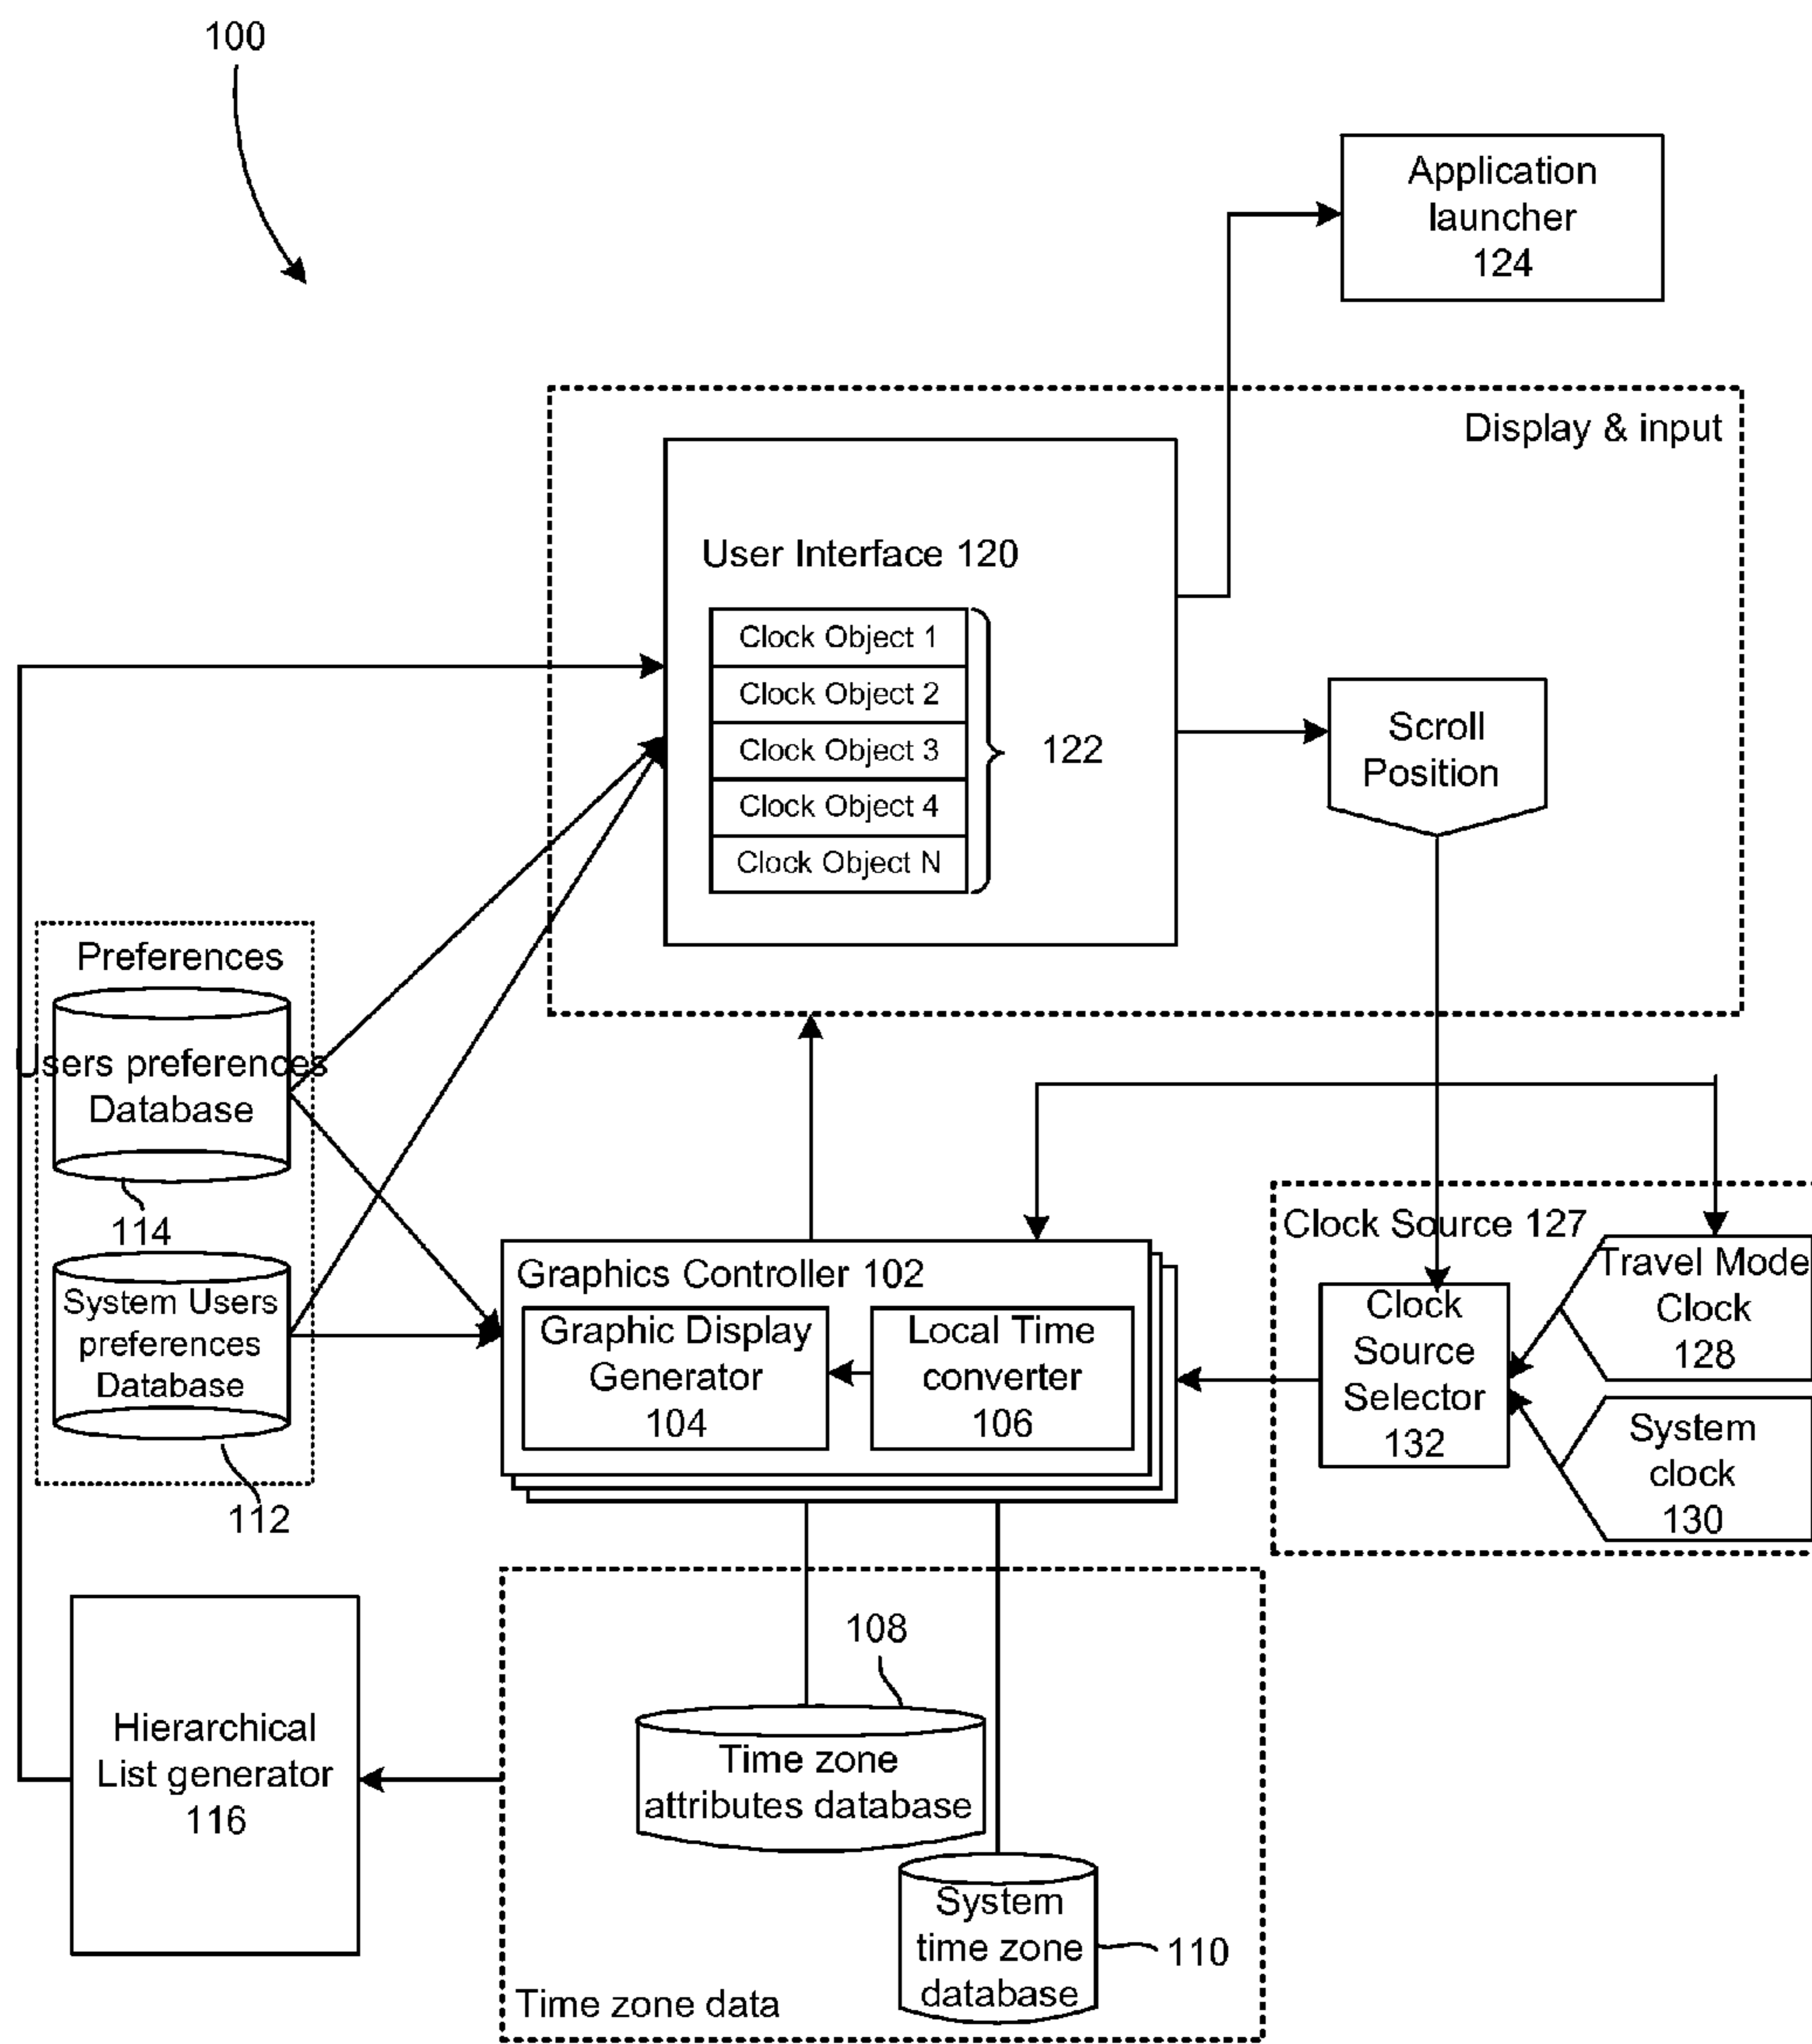 100
Application
launcher
124
Display & input
User Interface 120
Clock Object 1
Clock Object 2
Clock Object 3
Clock Object 4
Clock Object N
122
Scroll
Position
Preferences
Users preferences
Database
114
System Users
preferences
Database
112
Graphics Controller 102
Graphic Display
Generator
104
Local Time
converter
106
Clock Source 127
Clock
Source
Selector
132
Travel Mode
Clock
128
System
clock
130
Hierarchical
List generator
116
108
Time zone
attributes database
System
time zone
database
110
Time zone data